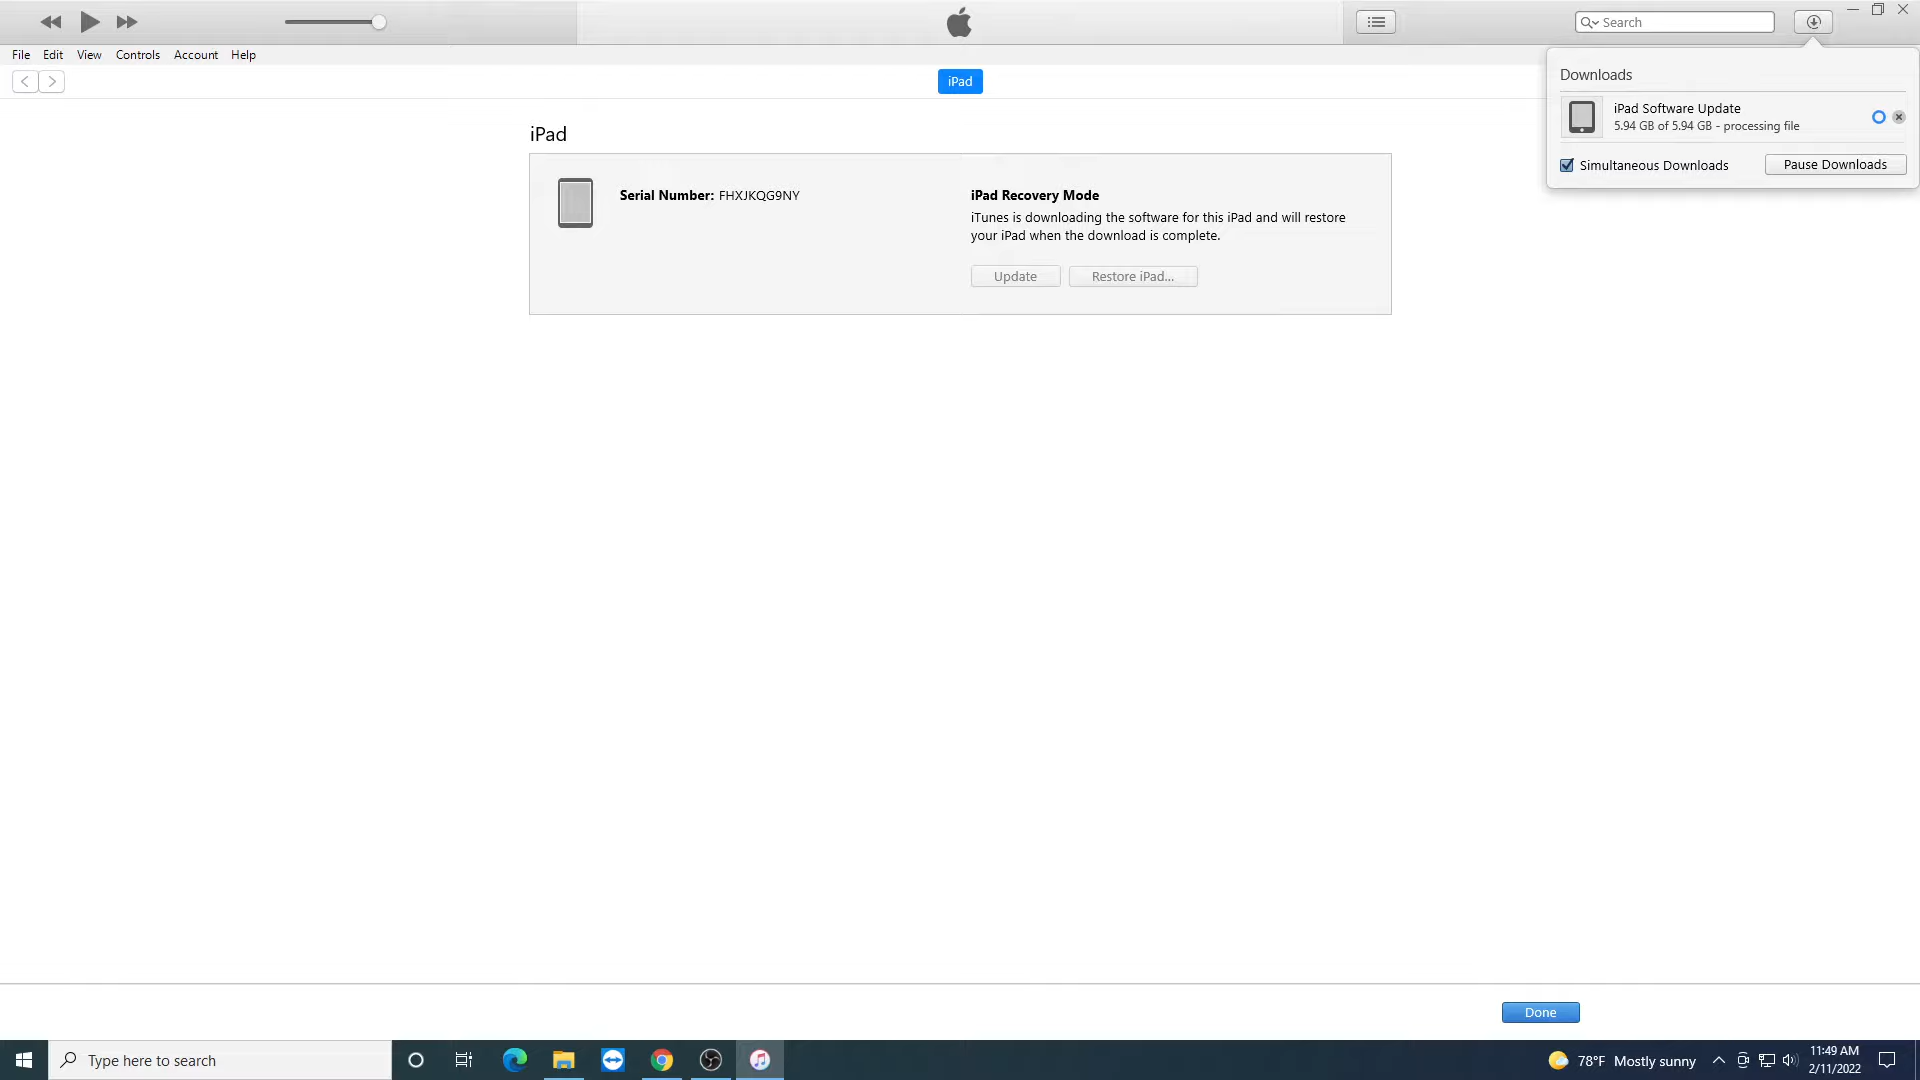 Search
File Edit View Controls Account Help
iPad
Downloads
iPad Software Update
5.94 GB of 5.94 GB - processing file
Simultaneous Downloads
Pause Downloads
iPad
Serial Number: FHXJKQG9NY
iPad Recovery Mode
iTunes is downloading the software for this iPad and will restore
your iPad when the download is complete.
Update
Restore iPad...
Done
Type here to search
78°F Mostly sunny
11:49 AM
2/11/2022